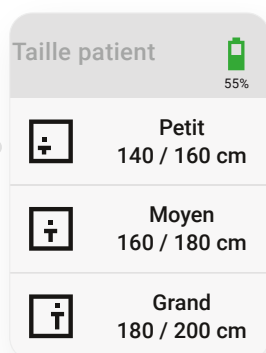 Taille patient
55%
Petit
140 / 160 cm
Moyen
160 / 180 cm
Grand
180 / 200 cm